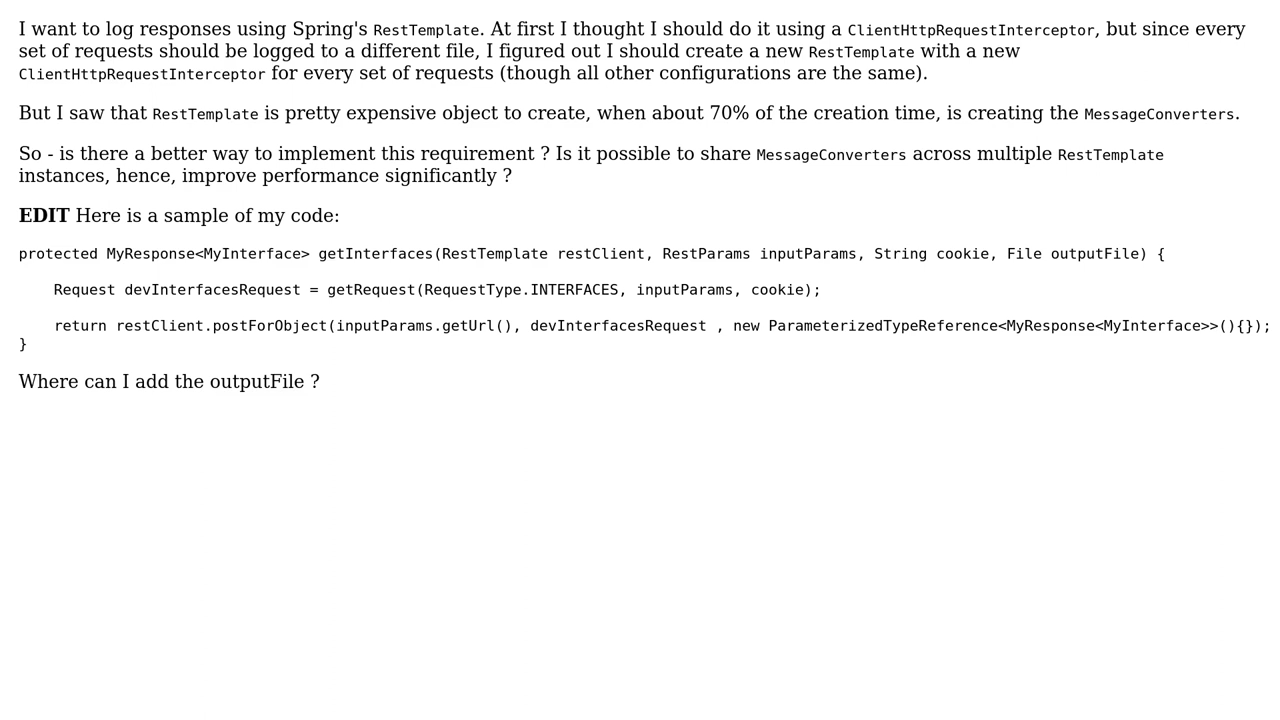 I want to log responses using Spring's RestTemplate. At first I thought I should do it using a ClientHttpRequestInterceptor, but since every
set of requests should be logged to a different file, I figured out I should create a new RestTemplate with a new
ClientHttpRequestInterceptor for every set of requests (though all other configurations are the same).
But I saw that RestTemplate is pretty expensive object to create, when about 70% of the creation time, is creating the MessageConverters.
So - is there a better way to implement this requirement ? Is it possible to share MessageConverters across multiple RestTemplate
instances, hence, improve performance significantly ?
EDIT Here is a sample of my code:
protected MyResponse<MyInterface> getInterfaces(RestTemplate restClient, RestParams inputParams, String cookie, File outputFile) {
    Request devInterfacesRequest = getRequest(RequestType.INTERFACES, inputParams, cookie);
    return restClient.postForObject(inputParams.getUrl(), devInterfacesRequest , new ParameterizedTypeReference<MyResponse<MyInterface>>(){});
}
Where can I add the outputFile ?